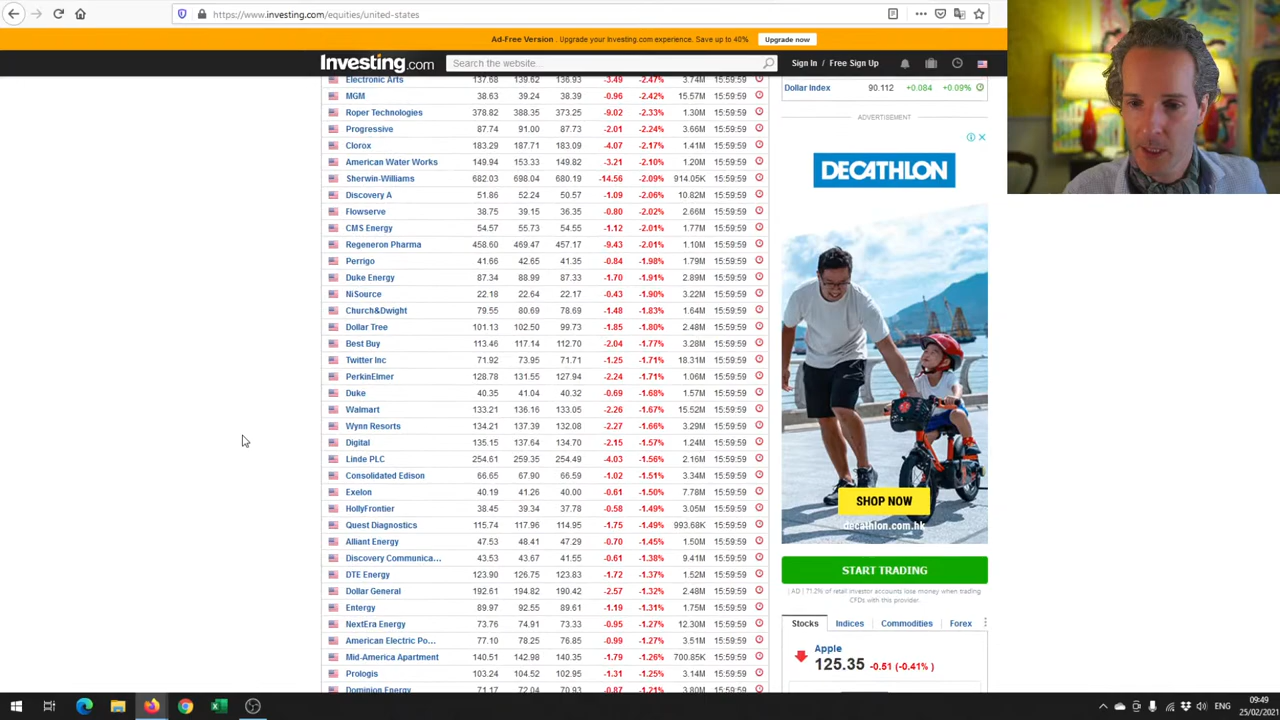 https://www.investing.com/equities/united-states
Ad-Free Version . Upgrade your Investing.com experience. Save up to 40% Upgrade now
Investing.com Search the website... Sign In / Free Sign Up
Electronic Arts 137.68 139.62 136.93 -3.49 -2.47% 3.74M 15:59:59
MGM 38.63 39.24 38.39 -0.96 -2.42% 15.57M 15:59:59
Roper Technologies 378.82 388.35 373.25 -9.02 -2.33% 1.30M 15:59:59
Progressive 87.74 91.00 87.73 -2.01 -2.24% 3.66M 15:59:59
Clorox 183.29 187.71 183.09 -4.07 -2.17% 1.41M 15:59:59
American Water Works 149.94 153.33 149.82 -3.21 -2.10% 1.20M 15:59:59
Sherwin-Williams 682.03 698.04 680.19 -14.56 -2.09% 914.05K 15:59:59
Discovery A 51.86 52.24 50.57 -1.09 -2.06% 10.82M 15:59:59
Flowserve 38.75 39.15 36.35 -0.80 -2.02% 2.66M 15:59:59
CMS Energy 54.57 55.73 54.55 -1.12 -2.01% 1.77M 15:59:59
Regeneron Pharma 458.60 469.47 457.17 -9.43 -2.01% 1.10M 15:59:59
Perrigo 41.66 42.65 41.35 -0.84 -1.98% 1.79M 15:59:59
Duke Energy 87.34 88.99 87.33 -1.70 -1.91% 2.89M 15:59:59
NiSource 22.18 22.64 22.17 -0.43 -1.90% 3.22M 15:59:59
Church&Dwight 79.55 80.69 78.69 -1.48 -1.83% 1.64M 15:59:59
Dollar Tree 101.13 102.50 99.73 -1.85 -1.80% 2.48M 15:59:59
Best Buy 113.46 117.14 112.70 -2.04 -1.77% 3.28M 15:59:59
Twitter Inc 71.92 73.95 71.71 -1.25 -1.71% 18.31M 15:59:59
PerkinElmer 128.78 131.55 127.94 -2.24 -1.71% 1.06M 15:59:59
Duke 40.35 41.04 40.32 -0.69 -1.68% 1.57M 15:59:59
Walmart 133.21 136.16 133.05 -2.26 -1.67% 15.52M 15:59:59
Wynn Resorts 134.21 137.39 132.08 -2.27 -1.66% 3.29M 15:59:59
Digital 135.15 137.64 134.70 -2.15 -1.57% 1.24M 15:59:59
Linde PLC 254.61 259.35 254.49 -4.03 -1.56% 2.16M 15:59:59
Consolidated Edison 66.65 67.90 66.59 -1.02 -1.51% 3.34M 15:59:59
Exelon 40.19 41.26 40.00 -0.61 -1.50% 7.78M 15:59:59
HollyFrontier 38.45 39.34 37.78 -0.58 -1.49% 3.05M 15:59:59
Quest Diagnostics 115.74 117.96 114.95 -1.75 -1.49% 993.68K 15:59:59
Alliant Energy 47.53 48.41 47.29 -0.70 -1.45% 1.50M 15:59:59
Discovery Communica... 43.53 43.67 41.55 -0.61 -1.38% 9.41M 15:59:59
DTE Energy 123.90 126.75 123.83 -1.72 -1.37% 1.52M 15:59:59
Dollar General 192.61 194.82 190.42 -2.57 -1.32% 2.48M 15:59:59
Entergy 89.97 92.55 89.61 -1.19 -1.31% 1.75M 15:59:59
NextEra Energy 73.76 74.91 73.33 -0.95 -1.27% 12.30M 15:59:59
American Electric Po... 77.10 78.25 76.85 -0.99 -1.27% 3.51M 15:59:59
Mid-America Apartment 140.51 142.98 140.35 -1.79 -1.26% 700.85K 15:59:59
Prologis 103.24 104.52 102.95 -1.31 -1.25% 3.14M 15:59:59
Dominion Energy 71.17 72.04 70.93 -0.87 -1.21% 3.80M 15:59:59
Dollar Index 90.112 +0.084 +0.09%
ADVERTISEMENT
DECATHLON
SHOP NOW
decathlon.com.hk
START TRADING
| AD | 71.2% of retail investor accounts lose money when trading
CFDs with this provider.
Stocks Indices Commodities Forex
Apple
125.35 -0.51 (-0.41%)
ENG 09:49
25/02/2021